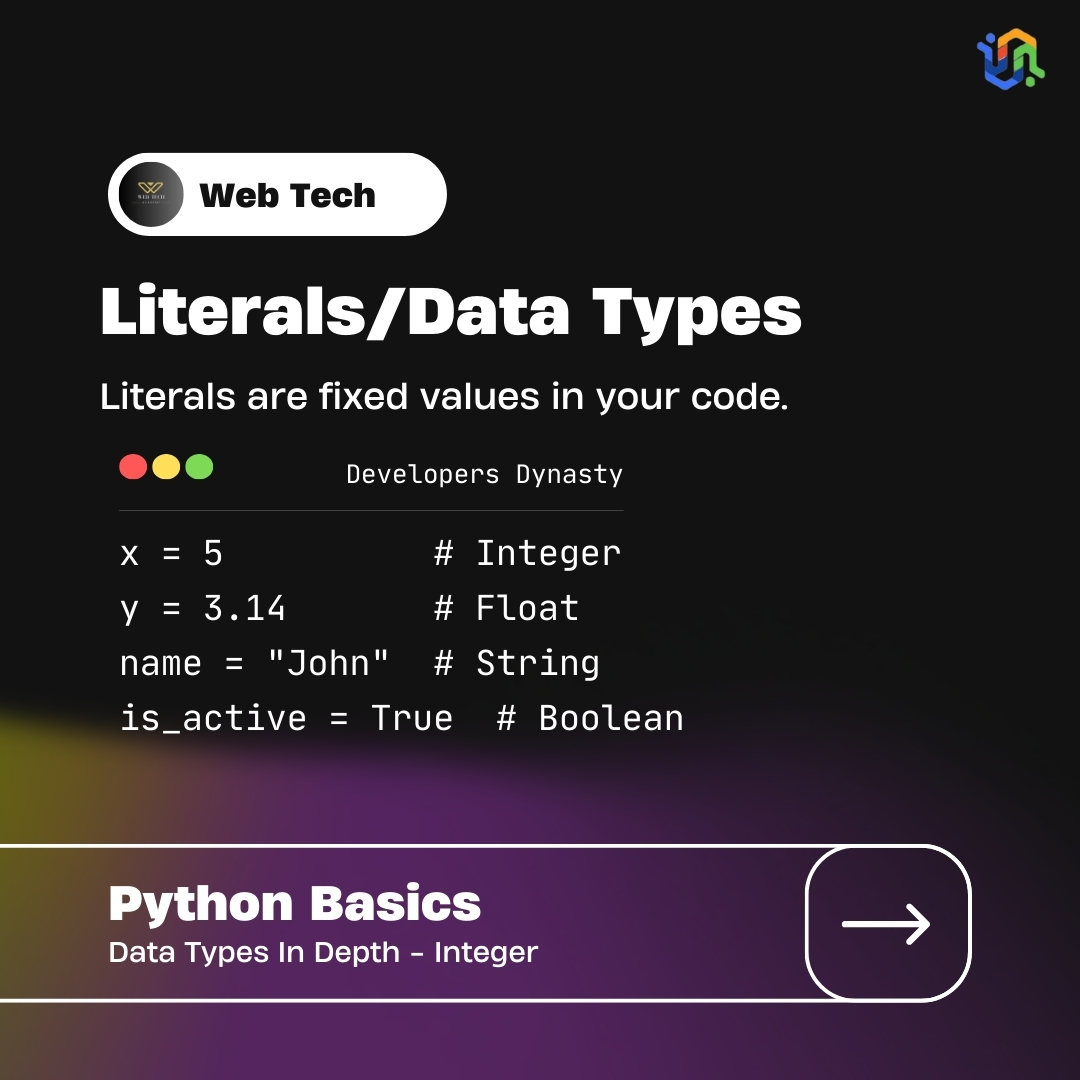 Web Tech
Literals/Data Types
Literals are fixed values in your code.
Developers Dynasty
x = 5          # Integer
y = 3.14       # Float
name = "John"  # String
is_active = True  # Boolean
Python Basics
Data Types In Depth - Integer